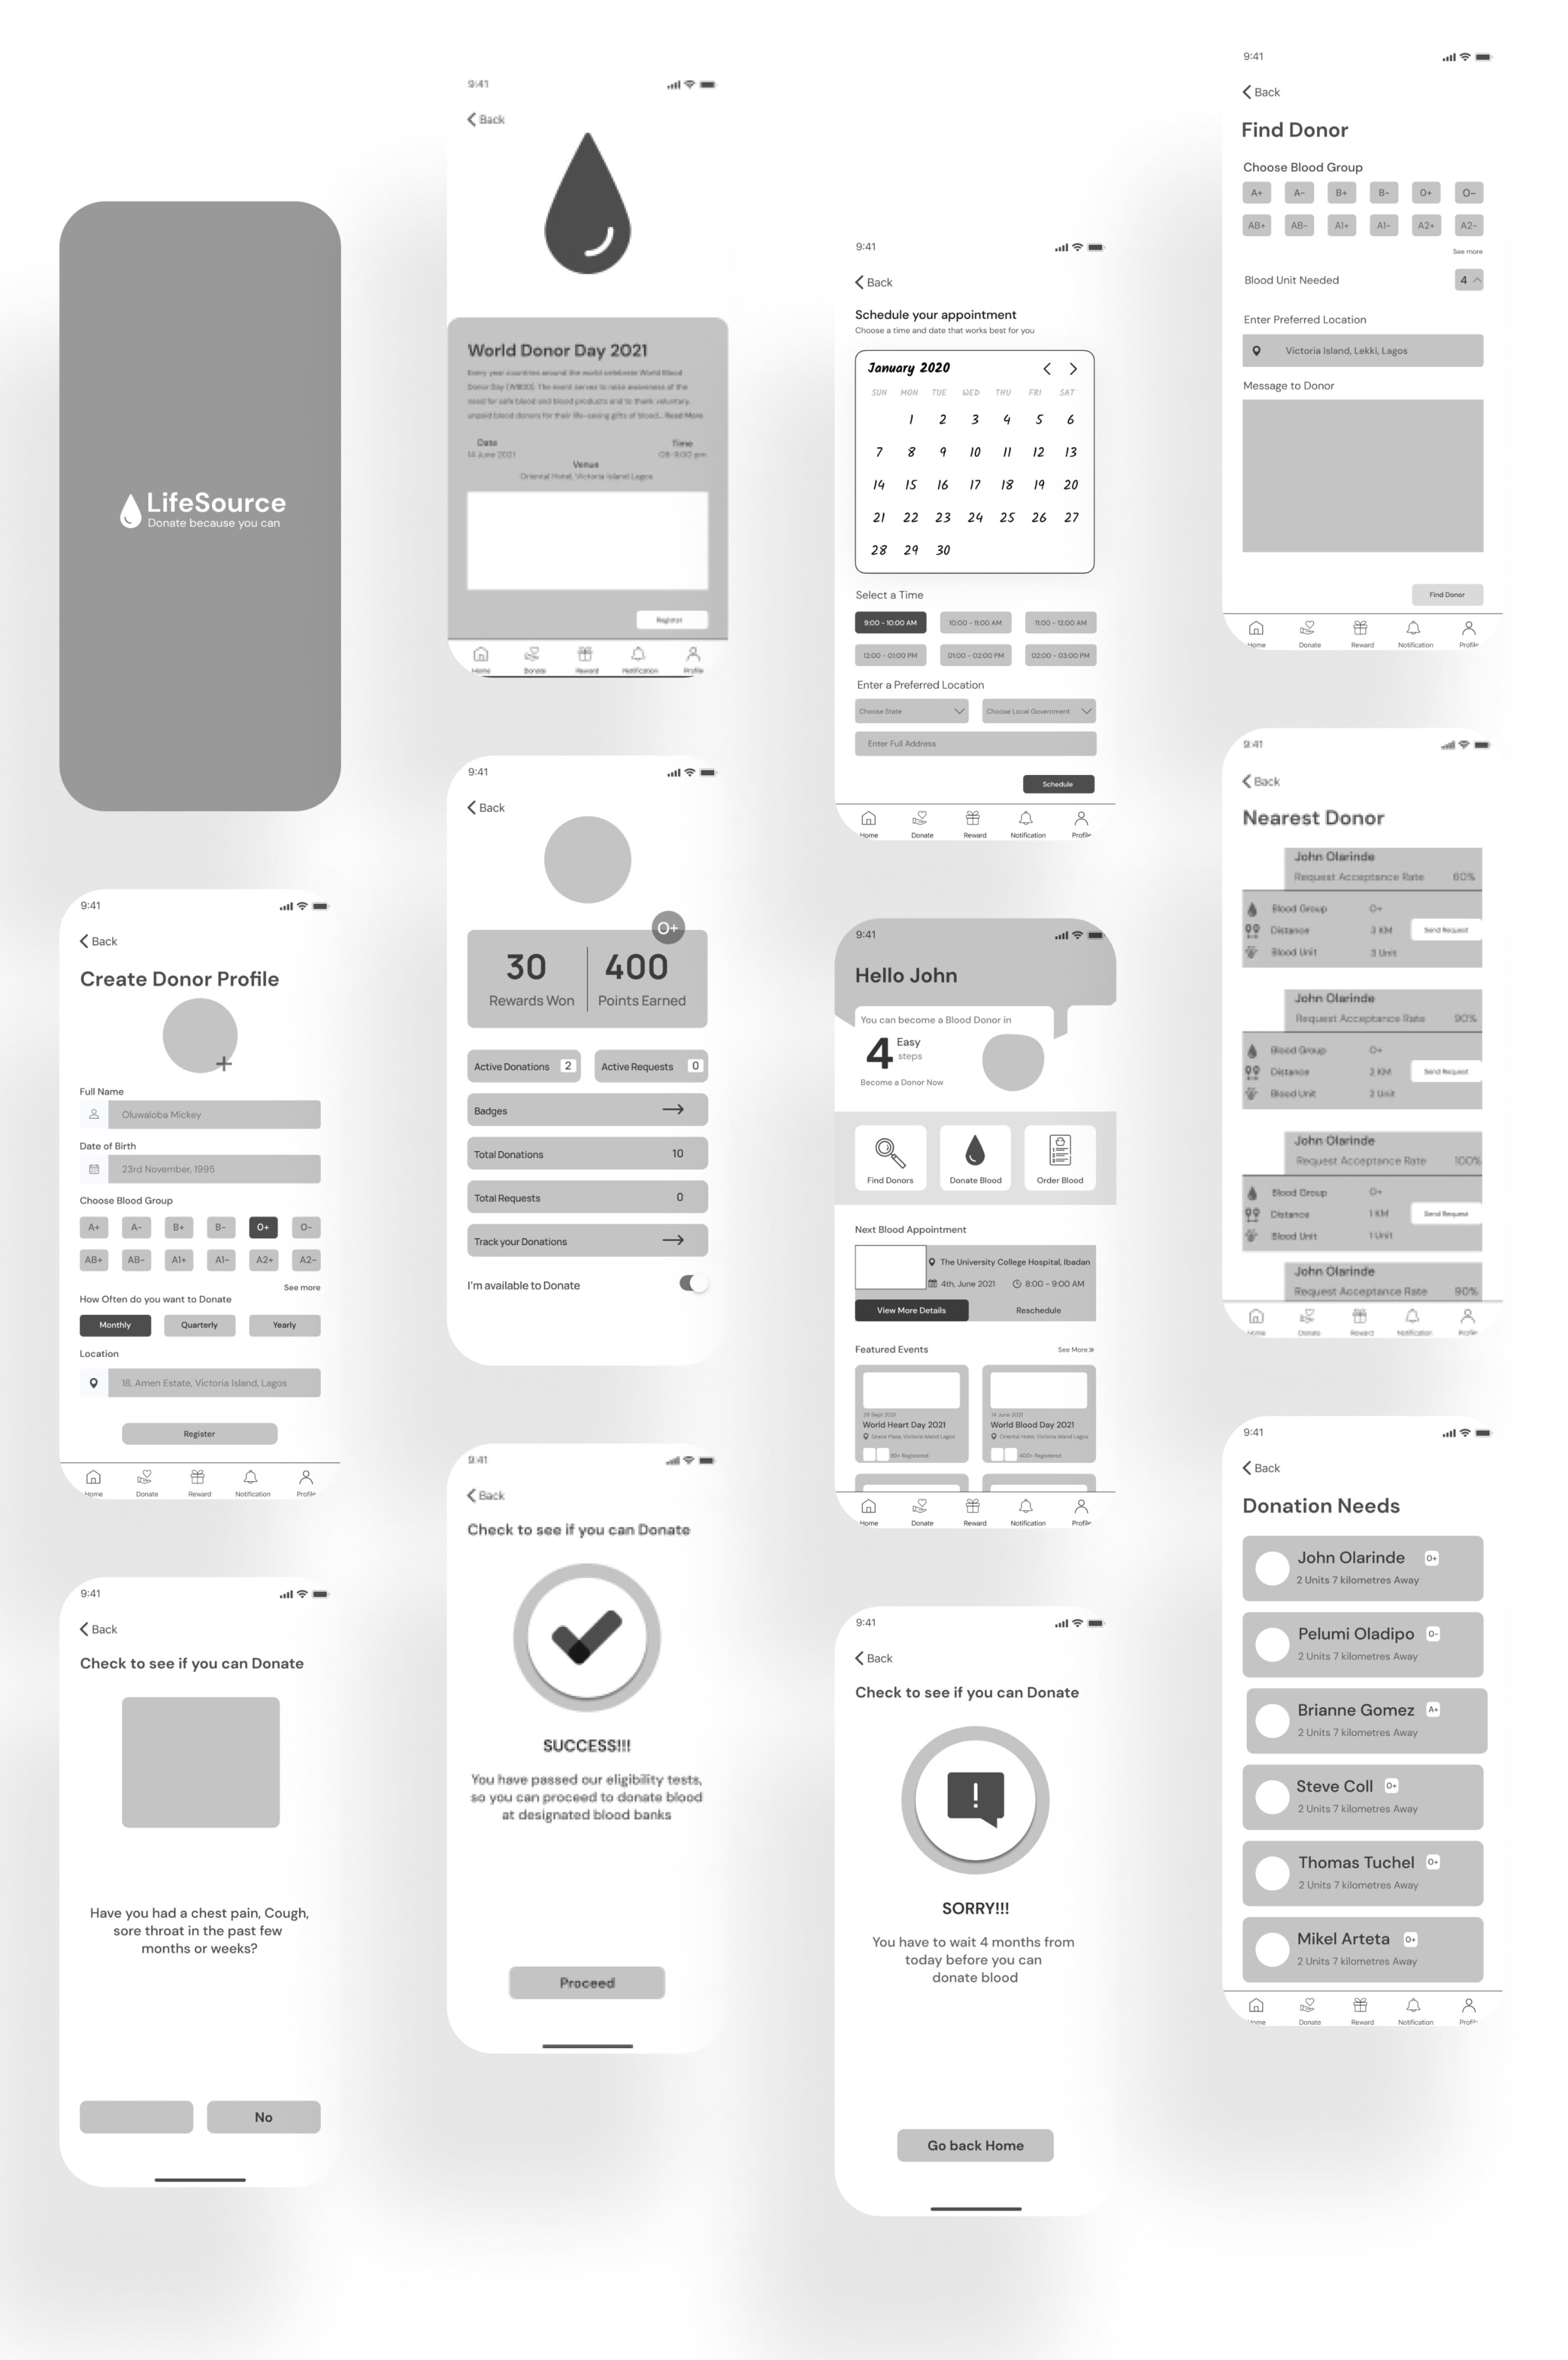 LifeSource
Donate because you can
9:41
Back
Create Donor Profile
Full Name
Oluwaloba Mickey
Date of Birth
23rd November, 1995
Choose Blood Group
A+ A- B+ B- O+ O-
AB+ AB- A1+ A1- A2+ A2-
See more
How Often do you want to Donate
Monthly Quarterly Yearly
Location
18, Amen Estate, Victoria Island, Lagos
Register
Home Donate Reward Notification Profile
9:41
Back
Check to see if you can Donate
Have you had a chest pain, Cough,
sore throat in the past few
months or weeks?
No
9:41
Back
World Donor Day 2021
Every year countries around the world celebrate World Blood
Donor Day (WBDD). The event serves to raise awareness of the
need for safe blood and blood products and to thank voluntary,
unpaid blood donors for their life-saving gifts of blood... Read More
Date Time
14 June 2021 08-8:00 pm
Venue
Oriental Hotel, Victoria Island Lagos
Register
Home Donate Reward Notification Profile
9:41
Back
O+
30 400
Rewards Won Points Earned
Active Donations 2 Active Requests 0
Badges
Total Donations 10
Total Requests 0
Track your Donations
I'm available to Donate
9:41
Back
Check to see if you can Donate
SUCCESS!!!
You have passed our eligibility tests,
so you can proceed to donate blood
at designated blood banks
Proceed
9:41
Back
Schedule your appointment
Choose a time and date that works best for you
January 2020
SUN MON TUE WED THU FRI SAT
1 2 3 4 5 6
7 8 9 10 11 12 13
14 15 16 17 18 19 20
21 22 23 24 25 26 27
28 29 30
Select a Time
9:00 - 10:00 AM 10:00 - 11:00 AM 11:00 - 12:00 AM
12:00 - 01:00 PM 01:00 - 02:00 PM 02:00 - 03:00 PM
Enter a Preferred Location
Choose State Choose Local Government
Enter Full Address
Schedule
Home Donate Reward Notification Profile
9:41
Hello John
You can become a Blood Donor in
4 Easy
steps
Become a Donor Now
Find Donors Donate Blood Order Blood
Next Blood Appointment
The University College Hospital, Ibadan
4th, June 2021 8:00 - 9:00 AM
View More Details Reschedule
Featured Events See More »
29 Sept 2021 14 June 2021
World Heart Day 2021 World Blood Day 2021
Gracia Plaza, Victoria Island Lagos Oriental Hotel, Victoria Island Lagos
89+ Registered 400+ Registered
Home Donate Reward Notification Profile
9:41
Back
Check to see if you can Donate
!
SORRY!!!
You have to wait 4 months from
today before you can
donate blood
Go back Home
9:41
Back
Find Donor
Choose Blood Group
A+ A- B+ B- O+ O-
AB+ AB- A1+ A1- A2+ A2-
See more
Blood Unit Needed 4
Enter Preferred Location
Victoria Island, Lekki, Lagos
Message to Donor
Find Donor
Home Donate Reward Notification Profile
9:41
Back
Nearest Donor
John Olarinde
Request Acceptance Rate 60%
Blood Group O+
Distance 3 KM Send Request
Blood Unit 3 Unit
John Olarinde
Request Acceptance Rate 90%
Blood Group O+
Distance 2 KM Send Request
Blood Unit 2 Unit
John Olarinde
Request Acceptance Rate 100%
Blood Group O+
Distance 1 KM Send Request
Blood Unit 1 Unit
John Olarinde
Request Acceptance Rate 90%
Home Donate Reward Notification Profile
9:41
Back
Donation Needs
John Olarinde O+
2 Units 7 kilometres Away
Pelumi Oladipo O-
2 Units 7 kilometres Away
Brianne Gomez A+
2 Units 7 kilometres Away
Steve Coll O+
2 Units 7 kilometres Away
Thomas Tuchel O+
2 Units 7 kilometres Away
Mikel Arteta O+
2 Units 7 kilometres Away
Home Donate Reward Notification Profile